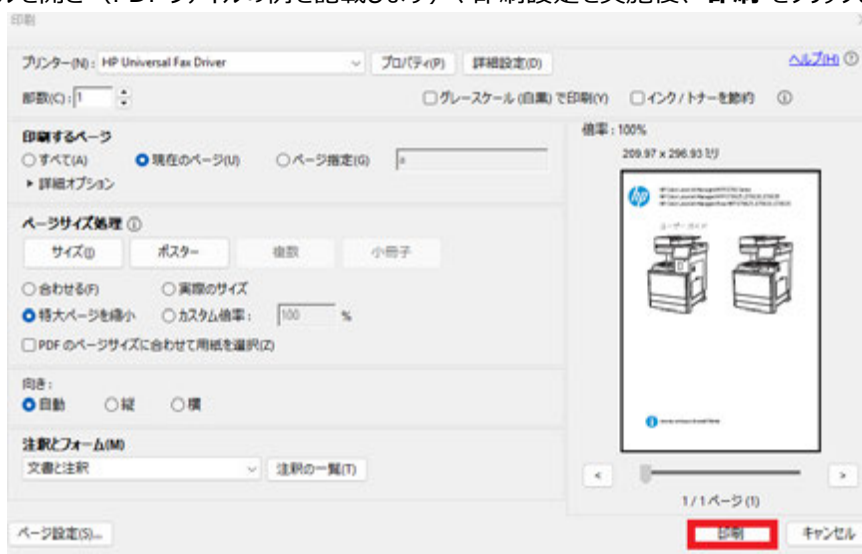 印刷
プリンター(N): HP Universal Fax Driver プロパティ(P) 詳細設定(D) ヘルプ(H)
部数(C): 1 グレースケール (白黒) で印刷(Y) インク / トナーを節約
印刷するページ
すべて(A) 現在のページ(U) ページ指定(G)
詳細オプション
ページサイズ処理
サイズ(I) ポスター 複数 小冊子
合わせる(F) 実際のサイズ
特大ページを縮小 カスタム倍率: 100 %
PDF のページサイズに合わせて用紙を選択(Z)
向き:
自動 縦 横
注釈とフォーム(M)
文書と注釈 注釈の一覧(T)
ページ設定(S)...
倍率: 100%
209.97 x 296.93 ミリ
hp
ユーザーガイド
< >
1 / 1 ページ (1)
印刷 キャンセル